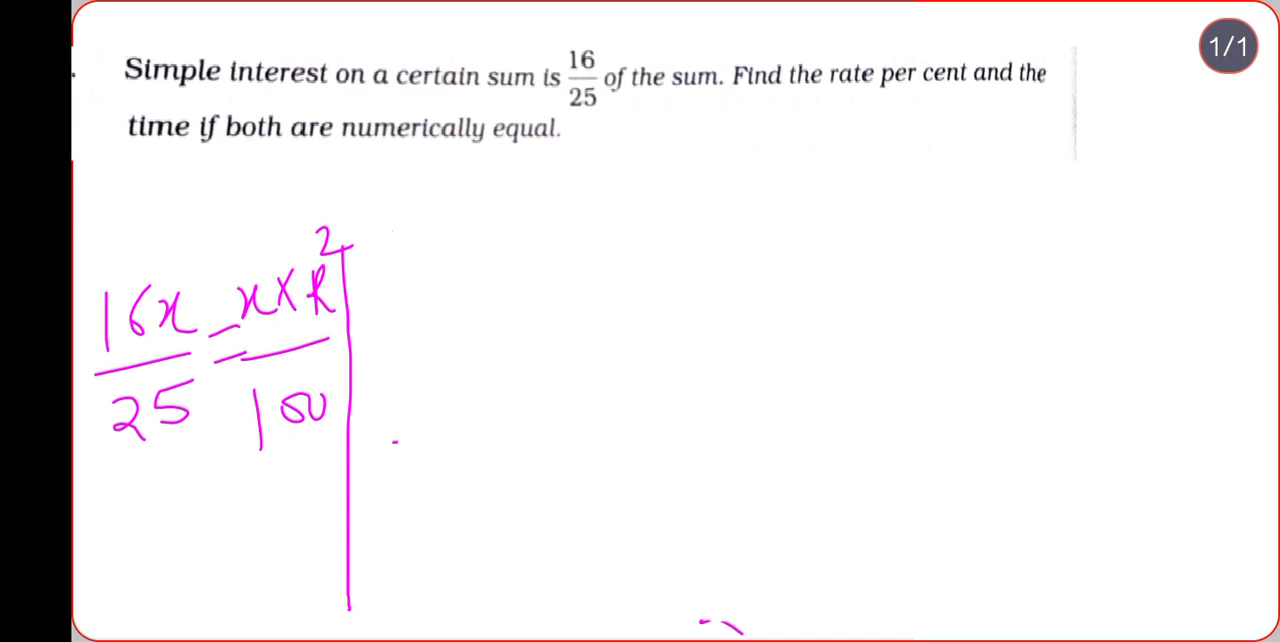 1/1
Simple interest on a certain sum is 16/25 of the sum. Find the rate per cent and the
time if both are numerically equal.
16x/25 = x×R²/100